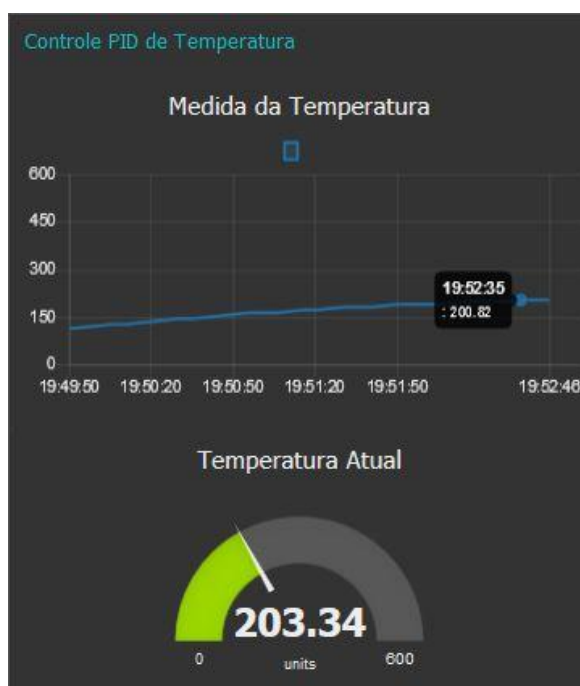 Controle PID de Temperatura
Medida da Temperatura
600
450
300
150
0
19:52:35
: 200.82
19:49:50 19:50:20 19:50:50 19:51:20 19:51:50 19:52:46
Temperatura Atual
203.34
0 units 600